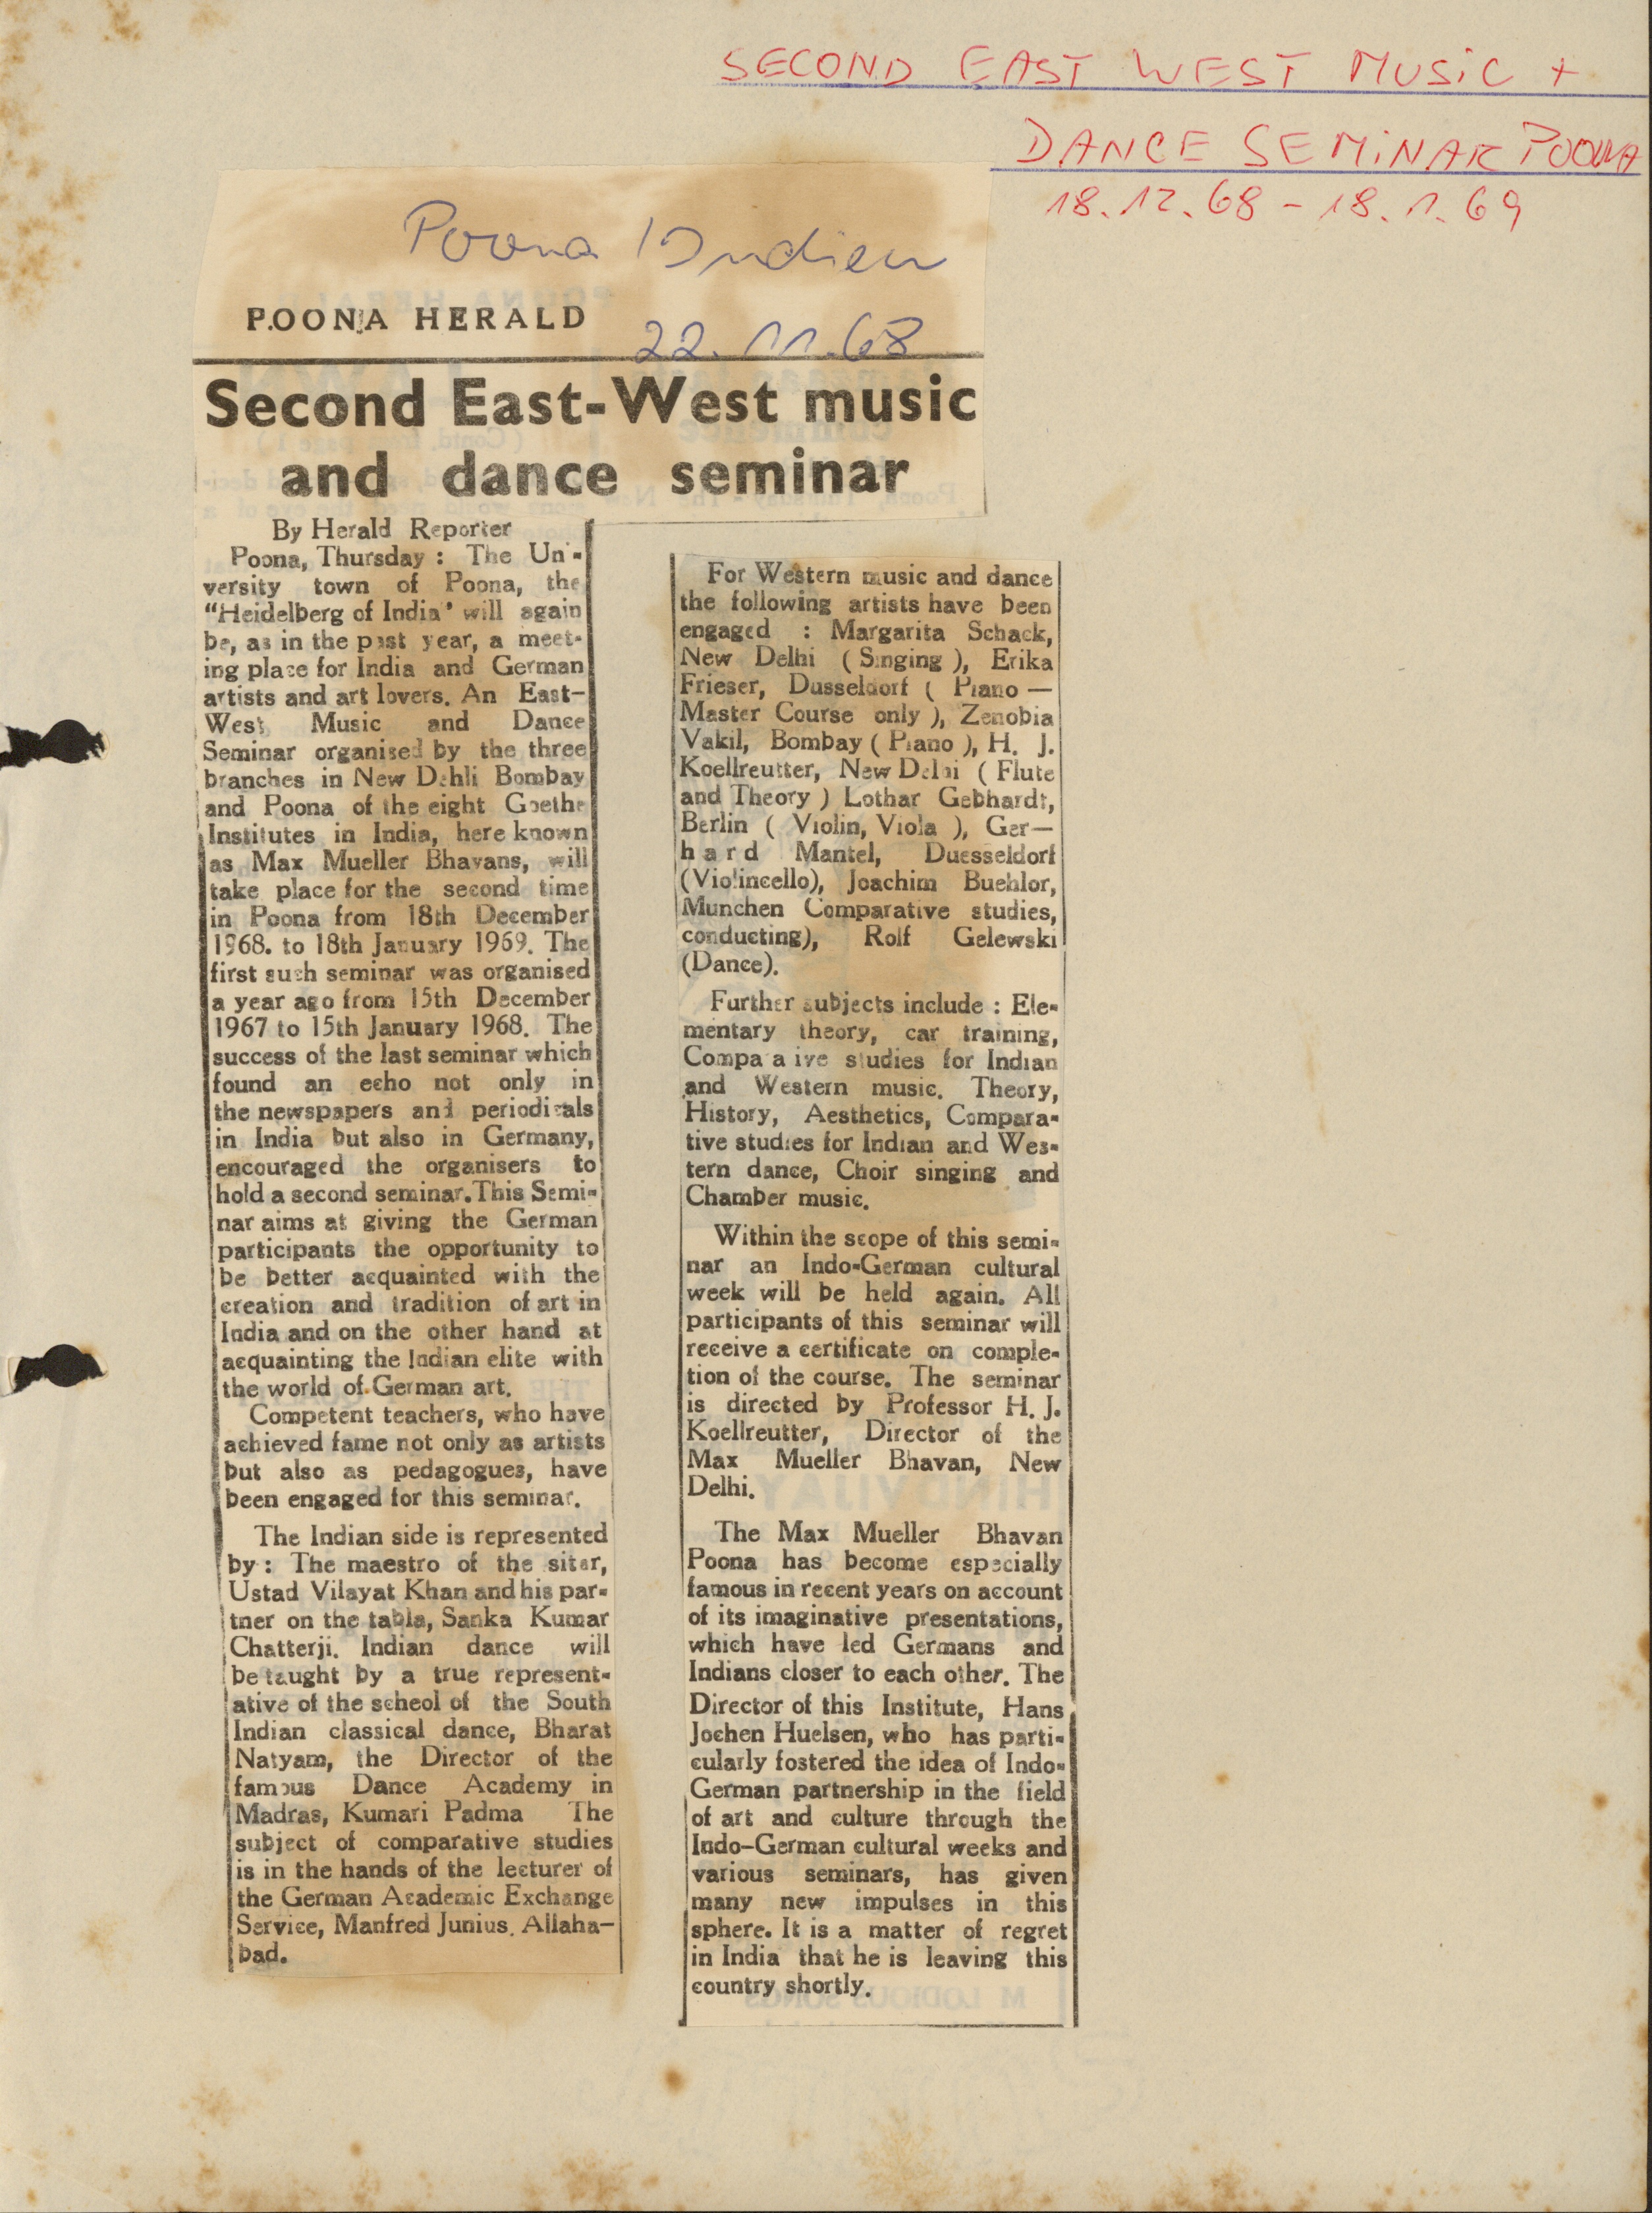 SECOND EAST WEST MUSiC +
DANCE SEMiNAR POONA
18.12.68 - 18.1.69
Poona / Indien
POONA HERALD
22.11.68
Second East-West music
and dance seminar
By Herald Reporter
Poona, Thursday : The Uni-
versity town of Poona, the
“Heidelberg of India' will again
be, as in the past year, a meet-
ing place for India and German
artists and art lovers. An East-
West Music and Dance
Seminar organised by the three
branches in New Dehli Bombay
and Poona of the eight Goethe
Institutes in India, here known
as Max Mueller Bhavans, will
take place for the second time
in Poona from 18th December
1968. to 18th January 1969. The
first such seminar was organised
a year ago from 15th December
1967 to 15th January 1968. The
success of the last seminar which
found an echo not only in
the newspapers and periodicals
in India but also in Germany,
encouraged the organisers to
hold a second seminar. This Semi-
nar aims at giving the German
participants the opportunity to
be better acquainted with the
creation and tradition of art in
India and on the other hand at
acquainting the Indian elite with
the world of German art.
Competent teachers, who have
achieved fame not only as artists
but also as pedagogues, have
been engaged for this seminar.
The Indian side is represented
by : The maestro of the sitar,
Ustad Vilayat Khan and his par-
tner on the tabla, Sanka Kumar
Chatterji. Indian dance will
be taught by a true represent-
ative of the scheol of the South
Indian classical dance, Bharat
Natyam, the Director of the
famous Dance Academy in
Madras, Kumari Padma The
subject of comparative studies
is in the hands of the lecturer of
the German Academic Exchange
Service, Manfred Junius. Allaha-
bad.
For Western music and dance
the following artists have been
engaged : Margarita Schack,
New Delhi ( Singing ), Erika
Frieser, Dusseldorf ( Piano —
Master Course only ), Zenobia
Vakil, Bombay ( Piano ), H. J.
Koellreutter, New Delhi ( Flute
and Theory ) Lothar Gebhardt,
Berlin ( Violin, Viola ), Ger—
hard Mantel, Duesseldorf
(Violincello), Joachim Buehlor,
Munchen Comparative studies,
conducting), Rolf Gelewski
(Dance).
Further subjects include : Ele-
mentary theory, car training,
Compa a ive studies for Indian
and Western music. Theory,
History, Aesthetics, Compara-
tive studies for Indian and Wes-
tern dance, Choir singing and
Chamber music.
Within the scope of this semi-
nar an Indo-German cultural
week will be held again. All
participants of this seminar will
receive a certificate on comple-
tion of the course. The seminar
is directed by Professor H. J.
Koellreutter, Director of the
Max Mueller Bhavan, New
Delhi.
The Max Mueller Bhavan
Poona has become especially
famous in recent years on account
of its imaginative presentations,
which have led Germans and
Indians closer to each other. The
Director of this Institute, Hans
Jochen Huelsen, who has parti-
cularly fostered the idea of Indo-
German partnership in the field
of art and culture through the
Indo-German cultural weeks and
various seminars, has given
many new impulses in this
sphere. It is a matter of regret
in India that he is leaving this
country shortly.